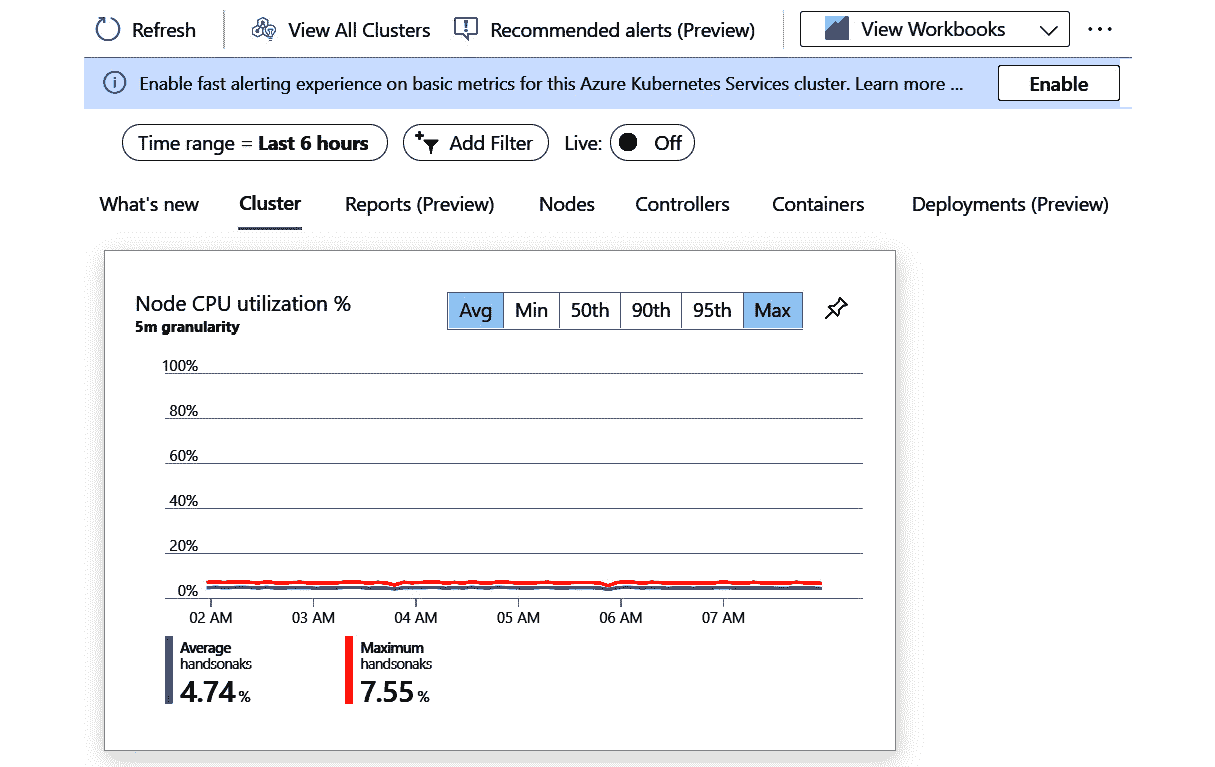 Refresh View All Clusters Recommended alerts (Preview) View Workbooks ...
Enable fast alerting experience on basic metrics for this Azure Kubernetes Services cluster. Learn more ... Enable
Time range = Last 6 hours Add Filter Live: Off
What's new Cluster Reports (Preview) Nodes Controllers Containers Deployments (Preview)
Node CPU utilization %
5m granularity
Avg Min 50th 90th 95th Max
100%
80%
60%
40%
20%
0%
02 AM 03 AM 04 AM 05 AM 06 AM 07 AM
Average
handsonaks
4.74%
Maximum
handsonaks
7.55%